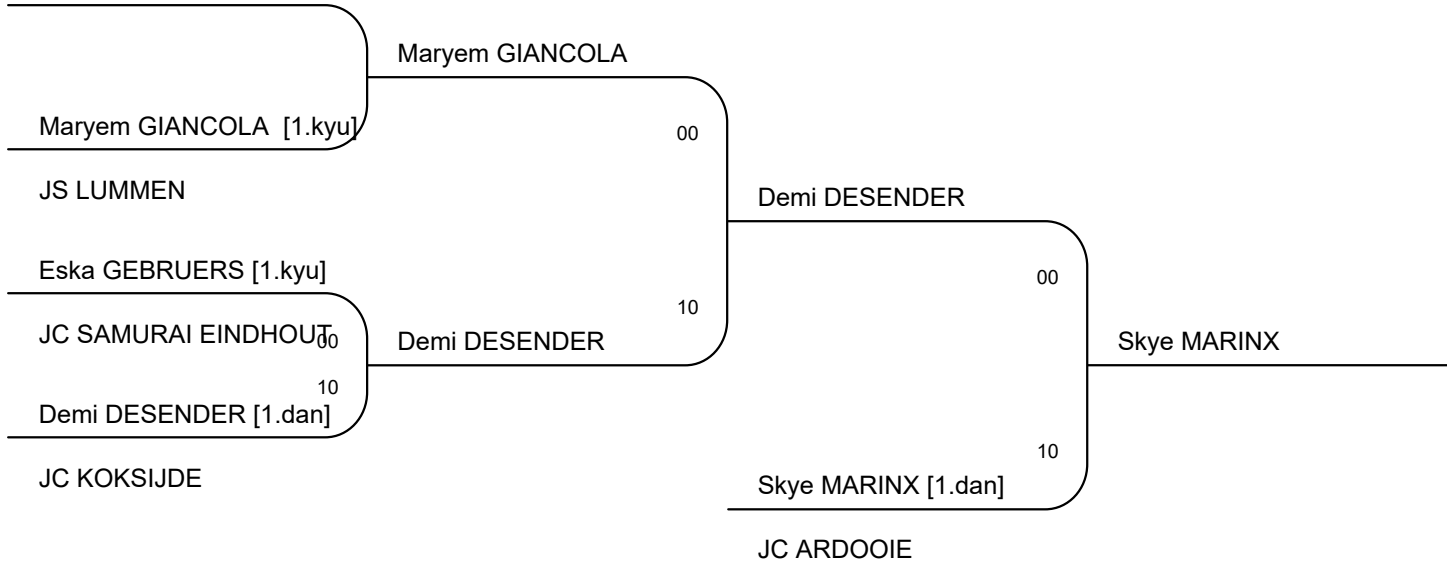 Maryem GIANCOLA
00
Maryem GIANCOLA [1.kyu]
JS LUMMEN
Demi DESENDER
Eska GEBRUERS [1.kyu]
00
10
JC SAMURAI EINDHOUT
00
Demi DESENDER
Skye MARINX
10
Demi DESENDER [1.dan]
10
JC KOKSIJDE
Skye MARINX [1.dan]
JC ARDOOIE